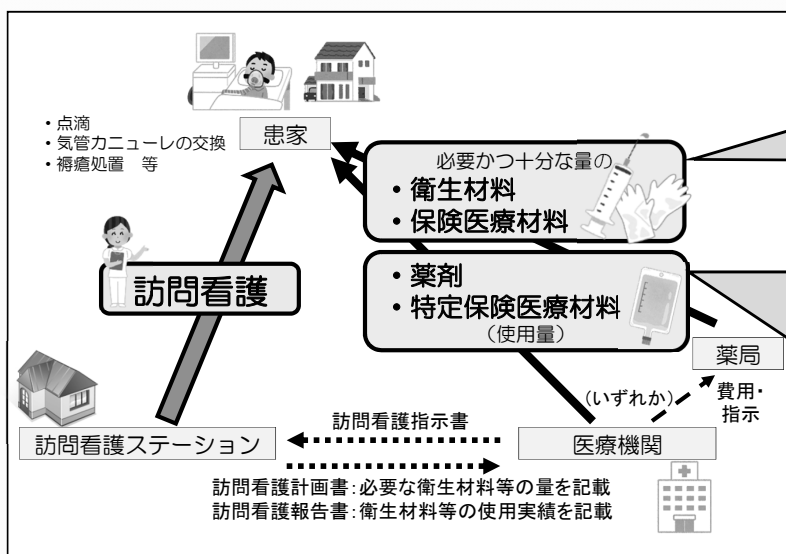 ・点滴
・気管カニューレの交換
・褥瘡処置　等
患家
必要かつ十分な量の
・衛生材料
・保険医療材料
・薬剤
・特定保険医療材料
（使用量）
訪問看護
薬局
（いずれか）
費用・
指示
訪問看護指示書
訪問看護ステーション
医療機関
訪問看護計画書：必要な衛生材料等の量を記載
訪問看護報告書：衛生材料等の使用実績を記載